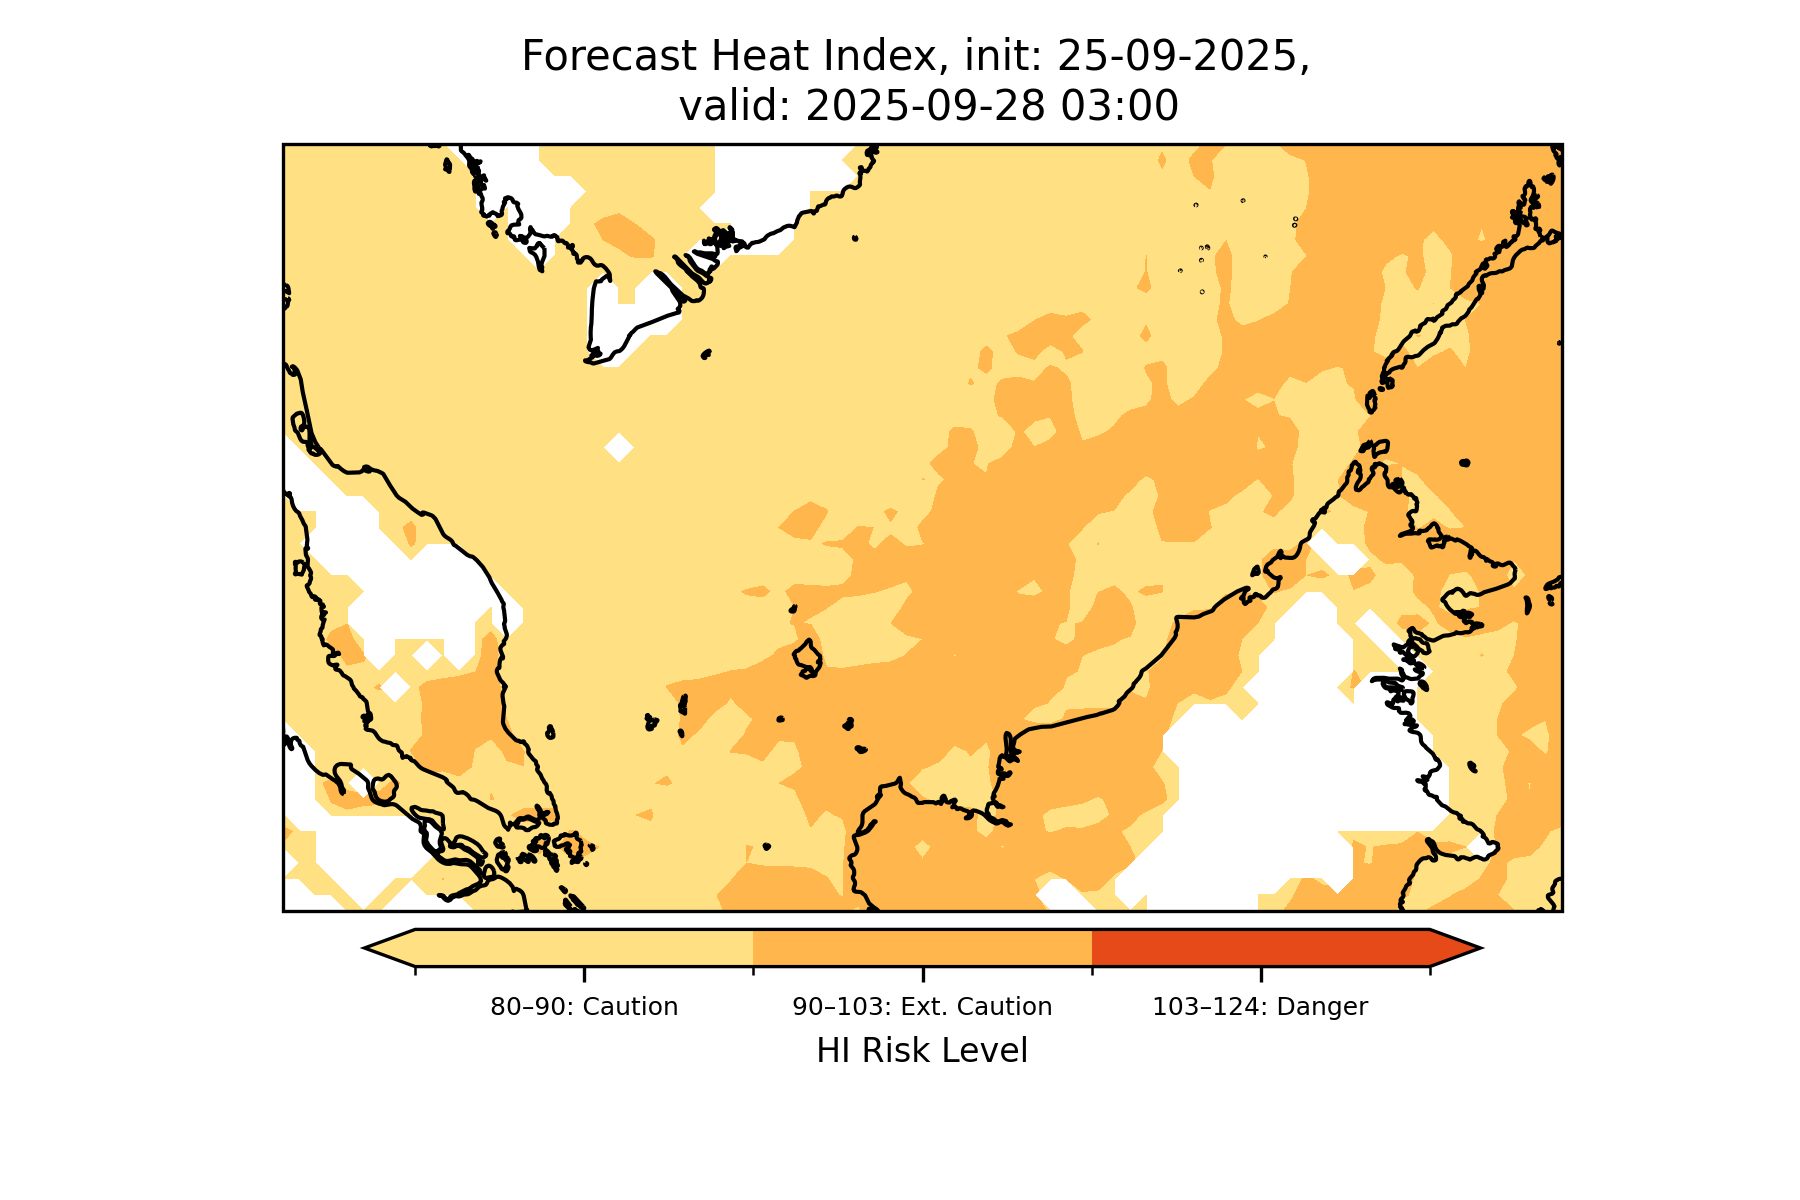 Forecast Heat Index, init: 25-09-2025,
valid: 2025-09-28 03:00
80–90: Caution
90–103: Ext. Caution
103–124: Danger
HI Risk Level